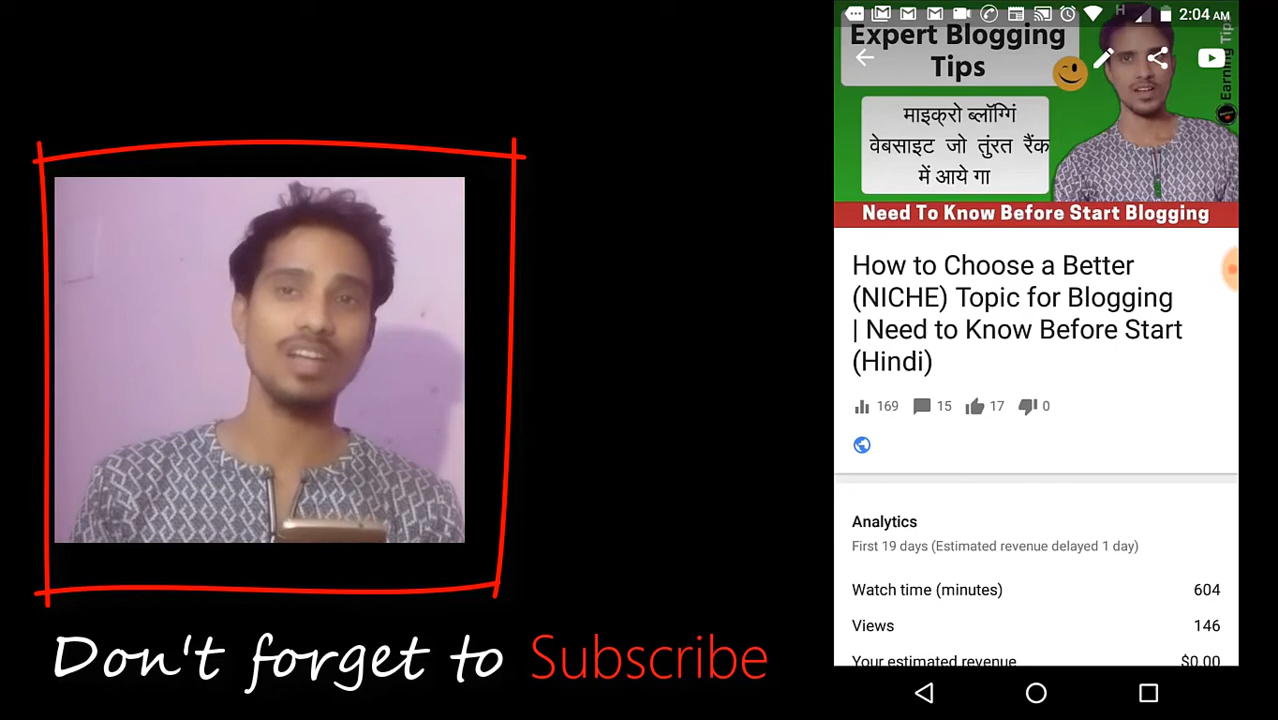 2:04 AM
Expert Blogging
Tips
माइक्रो ब्लॉग्गिं
वेबसाइट जो तुंरत रैंक
में आये गा
Need To Know Before Start Blogging
How to Choose a Better
(NICHE) Topic for Blogging
| Need to Know Before Start
(Hindi)
169 15 17 0
Analytics
First 19 days (Estimated revenue delayed 1 day)
Watch time (minutes) 604
Views 146
Your estimated revenue $0.00
Don't forget to Subscribe